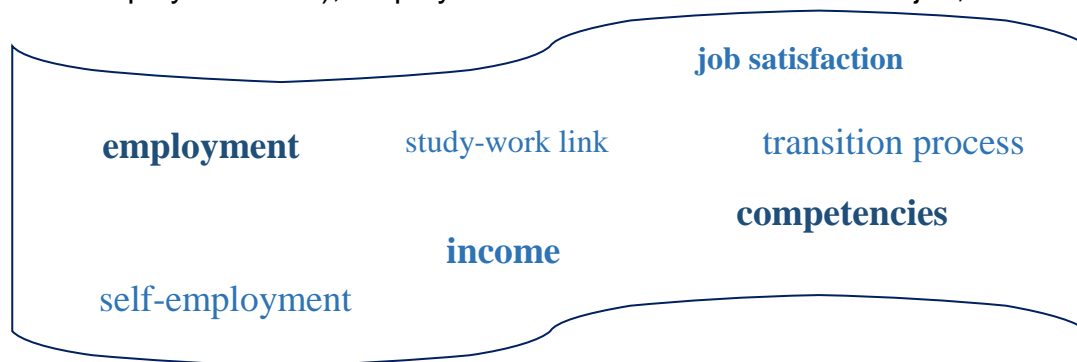 job satisfaction
employment
study-work link
transition process
competencies
income
self-employment